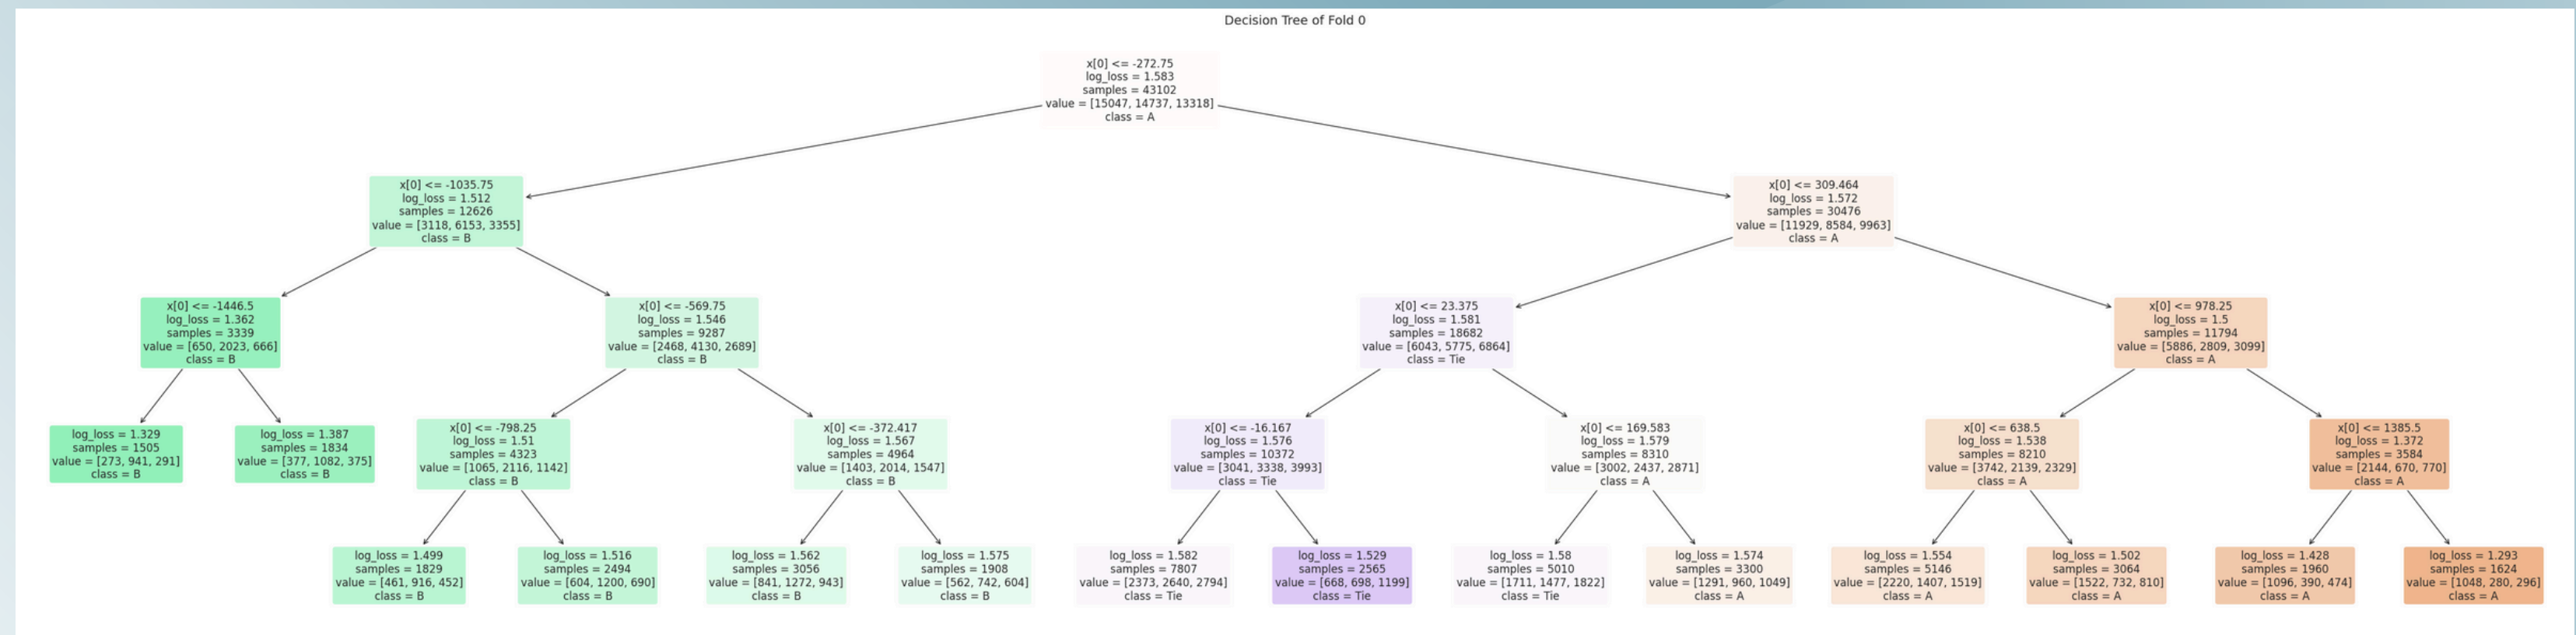 Decision Tree of Fold 0
x[0] <= -272.75
log_loss = 1.583
samples = 43102
value = [15047, 14737, 13318]
class = A
x[0] <= -1035.75
log_loss = 1.512
samples = 12626
value = [3118, 6153, 3355]
class = B
x[0] <= 309.464
log_loss = 1.572
samples = 30476
value = [11929, 8584, 9963]
class = A
x[0] <= -1446.5
log_loss = 1.362
samples = 3339
value = [650, 2023, 666]
class = B
x[0] <= -569.75
log_loss = 1.546
samples = 9287
value = [2468, 4130, 2689]
class = B
x[0] <= 23.375
log_loss = 1.581
samples = 18682
value = [6043, 5775, 6864]
class = Tie
x[0] <= 978.25
log_loss = 1.5
samples = 11794
value = [5886, 2809, 3099]
class = A
log_loss = 1.329
samples = 1505
value = [273, 941, 291]
class = B
log_loss = 1.387
samples = 1834
value = [377, 1082, 375]
class = B
x[0] <= -798.25
log_loss = 1.51
samples = 4323
value = [1065, 2116, 1142]
class = B
x[0] <= -372.417
log_loss = 1.567
samples = 4964
value = [1403, 2014, 1547]
class = B
x[0] <= -16.167
log_loss = 1.576
samples = 10372
value = [3041, 3338, 3993]
class = Tie
x[0] <= 169.583
log_loss = 1.579
samples = 8310
value = [3002, 2437, 2871]
class = A
x[0] <= 638.5
log_loss = 1.538
samples = 8210
value = [3742, 2139, 2329]
class = A
x[0] <= 1385.5
log_loss = 1.372
samples = 3584
value = [2144, 670, 770]
class = A
log_loss = 1.499
samples = 1829
value = [461, 916, 452]
class = B
log_loss = 1.516
samples = 2494
value = [604, 1200, 690]
class = B
log_loss = 1.562
samples = 3056
value = [841, 1272, 943]
class = B
log_loss = 1.575
samples = 1908
value = [562, 742, 604]
class = B
log_loss = 1.582
samples = 7807
value = [2373, 2640, 2794]
class = Tie
log_loss = 1.529
samples = 2565
value = [668, 698, 1199]
class = Tie
log_loss = 1.58
samples = 5010
value = [1711, 1477, 1822]
class = Tie
log_loss = 1.574
samples = 3300
value = [1291, 960, 1049]
class = A
log_loss = 1.554
samples = 5146
value = [2220, 1407, 1519]
class = A
log_loss = 1.502
samples = 3064
value = [1522, 732, 810]
class = A
log_loss = 1.428
samples = 1960
value = [1096, 390, 474]
class = A
log_loss = 1.293
samples = 1624
value = [1048, 280, 296]
class = A